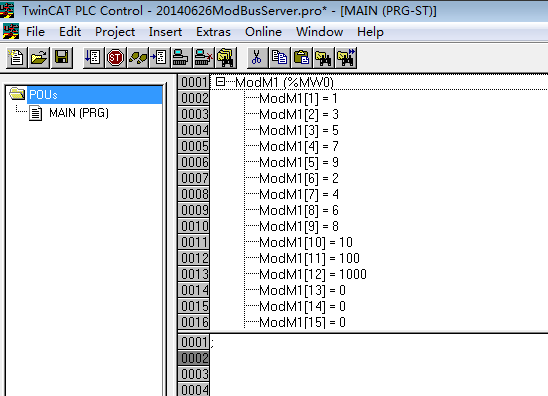 TwinCAT PLC Control - 20140626ModBusServer.pro* - [MAIN (PRG-ST)]
File Edit Project Insert Extras Online Window Help
POUs
MAIN (PRG)
0001 ModM1 (%MW0)
0002 ModM1[1] = 1
0003 ModM1[2] = 3
0004 ModM1[3] = 5
0005 ModM1[4] = 7
0006 ModM1[5] = 9
0007 ModM1[6] = 2
0008 ModM1[7] = 4
0009 ModM1[8] = 6
0010 ModM1[9] = 8
0011 ModM1[10] = 10
0012 ModM1[11] = 100
0013 ModM1[12] = 1000
0014 ModM1[13] = 0
0015 ModM1[14] = 0
0016 ModM1[15] = 0
0001 ;
0002
0003
0004